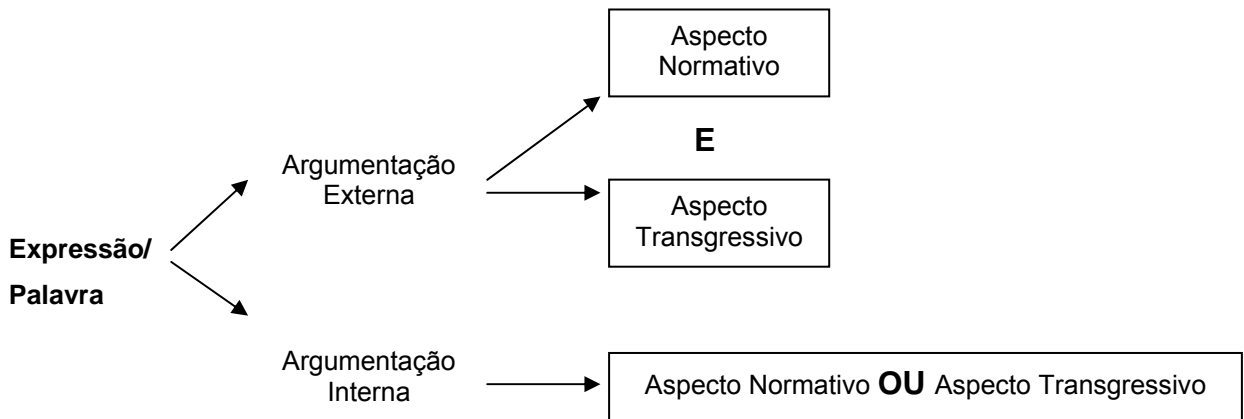 Aspecto
Normativo
E
Argumentação
Externa
Aspecto
Transgressivo
Expressão/
Palavra
Argumentação
Interna
Aspecto Normativo OU Aspecto Transgressivo